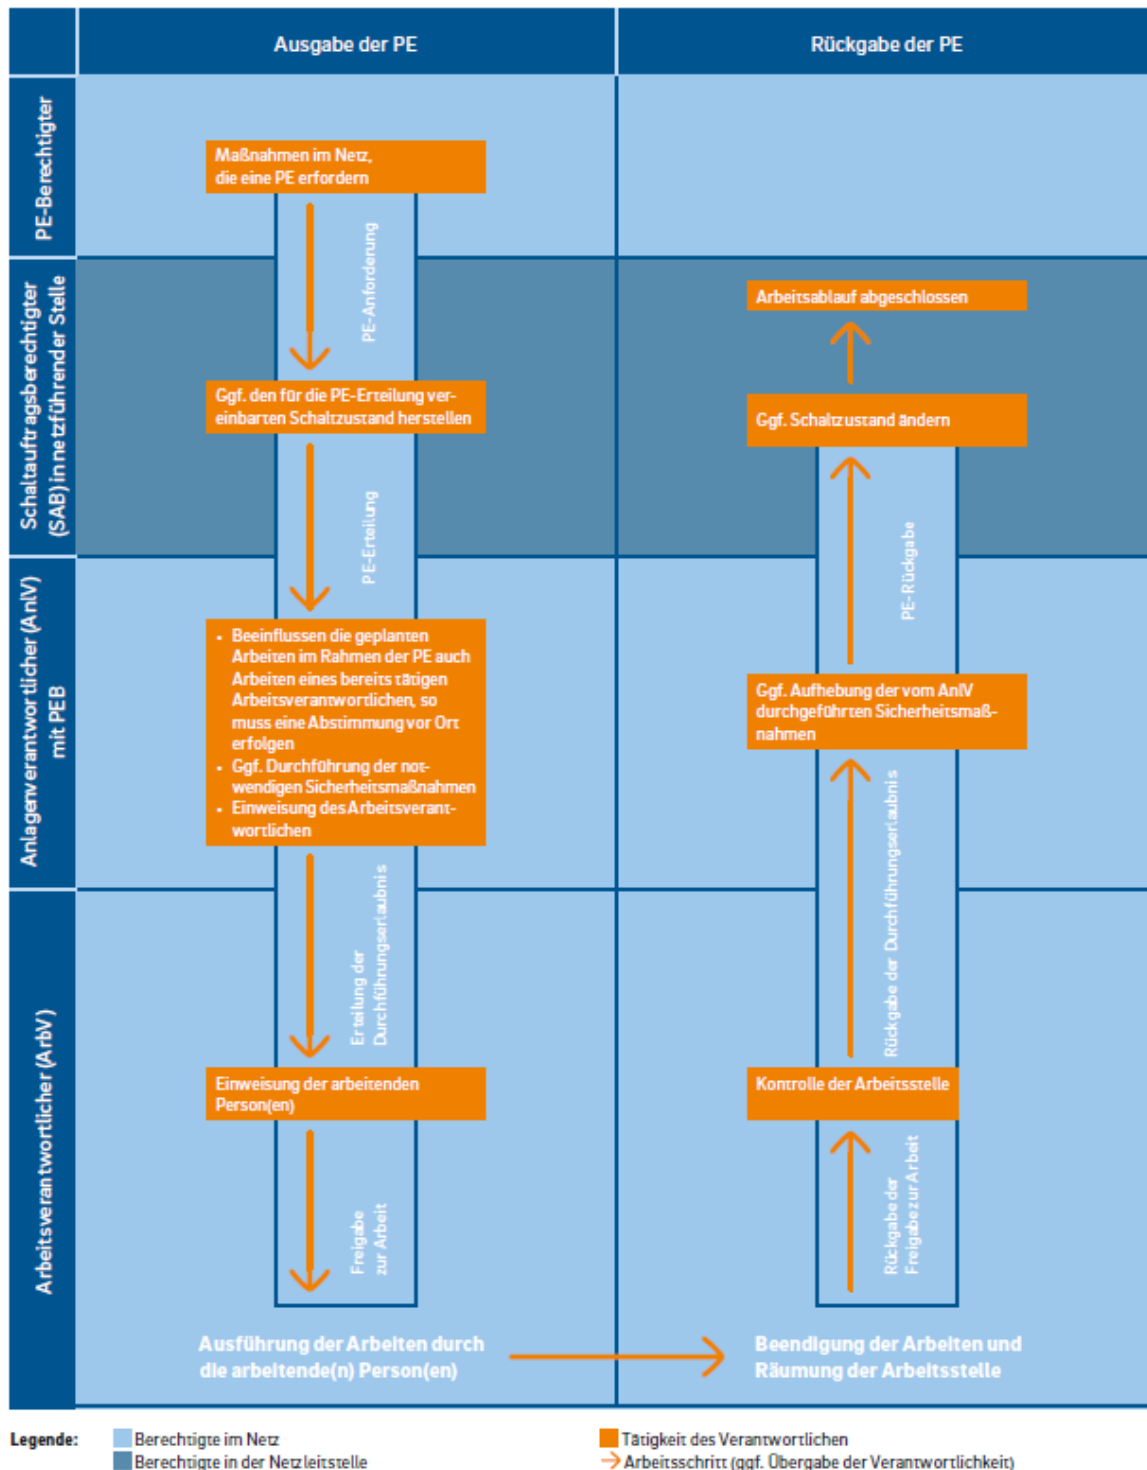 Ausgabe der PE
Rückgabe der PE
PE-Berechtigter
Maßnahmen im Netz,
die eine PE erfordern
PE-Anforderung
Schaltauftragsberechtigter
(SAB) in netzführender Stelle
Ggf. den für die PE-Erteilung ver-
einbarten Schaltzustand herstellen
PE-Erteilung
Arbeitsablauf abgeschlossen
Ggf. Schaltzustand ändern
PE-Rückgabe
Anlagenverantwortlicher (AnlV)
mit PEB
• Beeinflussen die geplanten
Arbeiten im Rahmen der PE auch
Arbeiten eines bereits tätigen
Arbeitsverantwortlichen, so
muss eine Abstimmung vor Ort
erfolgen
• Ggf. Durchführung der not-
wendigen Sicherheitsmaßnahmen
• Einweisung des Arbeitsverant-
wortlichen
Ggf. Aufhebung der vom AnlV
durchgeführten Sicherheitsmaß-
nahmen
Erteilung der
Durchführungserlaubnis
Rückgabe der Durchführungserlaubnis
Arbeitsverantwortlicher (ArbV)
Einweisung der arbeitenden
Person(en)
Kontrolle der Arbeitsstelle
Freigabe
zur Arbeit
Rückgabe der
Freigabe zur Arbeit
Ausführung der Arbeiten durch
die arbeitende(n) Person(en)
Beendigung der Arbeiten und
Räumung der Arbeitsstelle
Legende:
Berechtigte im Netz
Berechtigte in der Netzleitstelle
Tätigkeit des Verantwortlichen
→ Arbeitsschritt (ggf. Übergabe der Verantwortlichkeit)